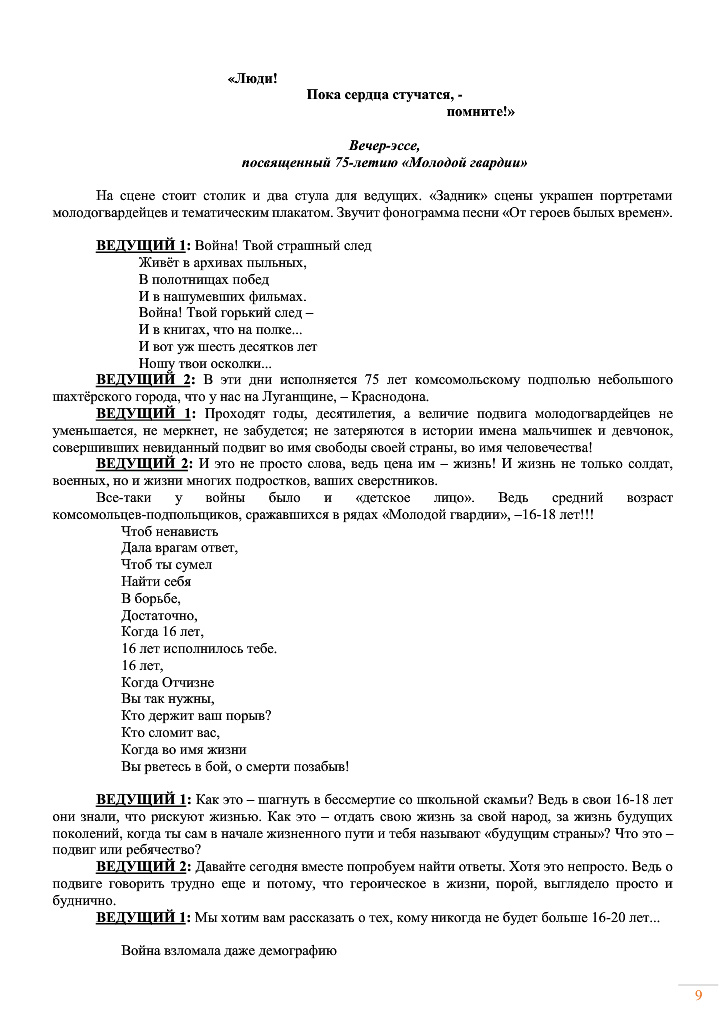 «Люди!
Пока сердца стучатся, -
помните!»
Вечер-эссе,
посвященный 75-летию «Молодой гвардии»
На сцене стоит столик и два стула для ведущих. «Задник» сцены украшен портретами
молодогвардейцев и тематическим плакатом. Звучит фонограмма песни «От героев былых времен».
ВЕДУЩИЙ 1: Война! Твой страшный след
Живёт в архивах пыльных,
В полотнищах побед
И в нашумевших фильмах.
Война! Твой горький след –
И в книгах, что на полке...
И вот уж шесть десятков лет
Ношу твои осколки...
ВЕДУЩИЙ 2: В эти дни исполняется 75 лет комсомольскому подполью небольшого
шахтёрского города, что у нас на Луганщине, – Краснодона.
ВЕДУЩИЙ 1: Проходят годы, десятилетия, а величие подвига молодогвардейцев не
уменьшается, не меркнет, не забудется; не затеряются в истории имена мальчишек и девчонок,
совершивших невиданный подвиг во имя свободы своей страны, во имя человечества!
ВЕДУЩИЙ 2: И это не просто слова, ведь цена им – жизнь! И жизнь не только солдат,
военных, но и жизни многих подростков, ваших сверстников.
Все-таки у войны было и «детское лицо». Ведь средний возраст
комсомольцев-подпольщиков, сражавшихся в рядах «Молодой гвардии», –16-18 лет!!!
Чтоб ненависть
Дала врагам ответ,
Чтоб ты сумел
Найти себя
В борьбе,
Достаточно,
Когда 16 лет,
16 лет исполнилось тебе.
16 лет,
Когда Отчизне
Вы так нужны,
Кто держит ваш порыв?
Кто сломит вас,
Когда во имя жизни
Вы рветесь в бой, о смерти позабыв!
ВЕДУЩИЙ 1: Как это – шагнуть в бессмертие со школьной скамьи? Ведь в свои 16-18 лет
они знали, что рискуют жизнью. Как это – отдать свою жизнь за свой народ, за жизнь будущих
поколений, когда ты сам в начале жизненного пути и тебя называют «будущим страны»? Что это –
подвиг или ребячество?
ВЕДУЩИЙ 2: Давайте сегодня вместе попробуем найти ответы. Хотя это непросто. Ведь о
подвиге говорить трудно еще и потому, что героическое в жизни, порой, выглядело просто и
буднично.
ВЕДУЩИЙ 1: Мы хотим вам рассказать о тех, кому никогда не будет больше 16-20 лет...
Война взломала даже демографию
9